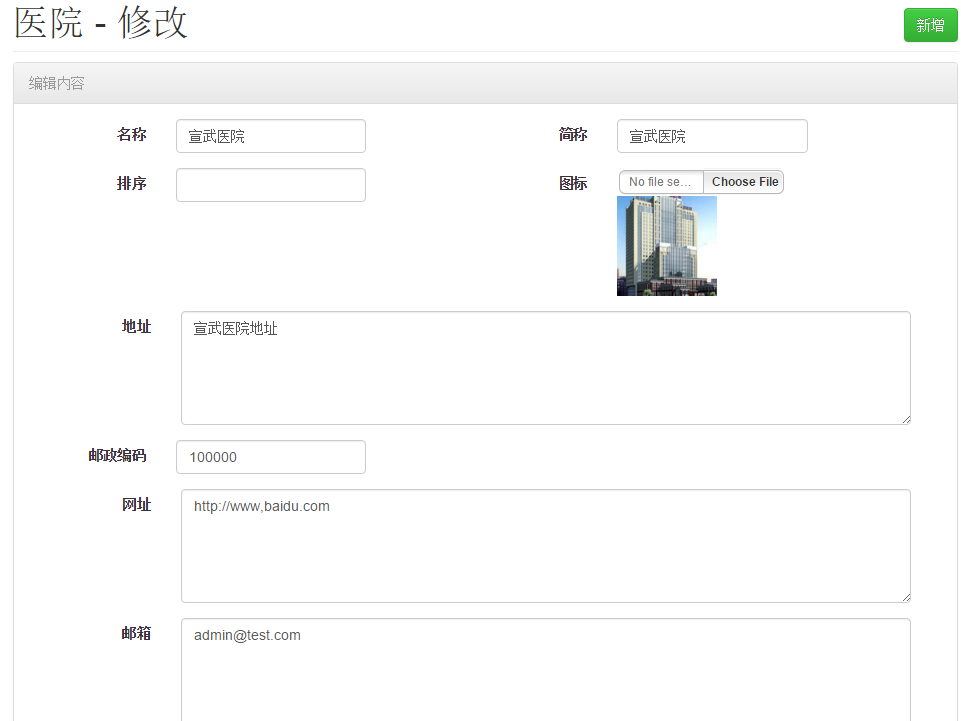 医院 - 修改
新增
编辑内容
名称 宣武医院 简称 宣武医院
排序 图标 No file se... Choose File
地址 宣武医院地址
邮政编码 100000
网址 http://www,baidu.com
邮箱 admin@test.com